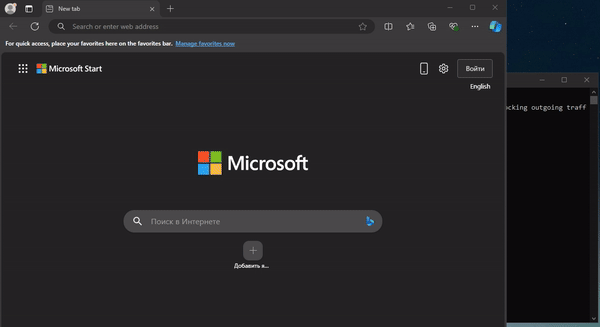 New tab
Search or enter web address
For quick access, place your favorites here on the favorites bar. Manage favorites now
Microsoft Start
Войти
English
ocking outgoing traff
Microsoft
Поиск в Интернете
Добавить я...